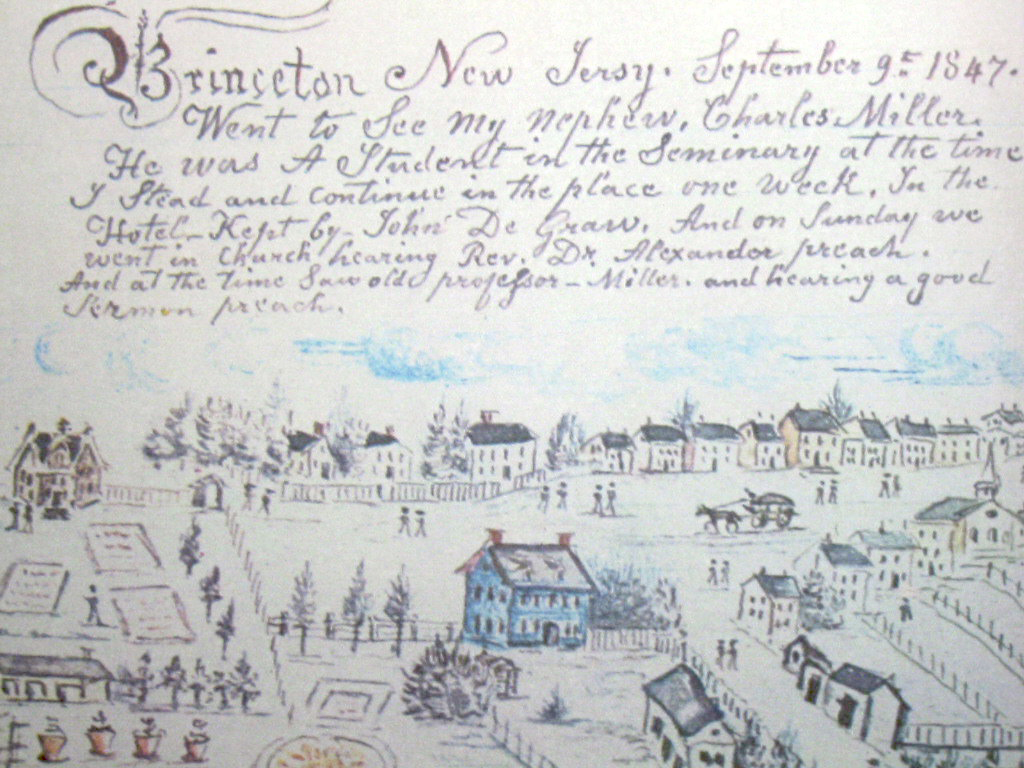 Princeton New Jersy. September 9th 1847.
Went to See my nephew, Charles Miller.
He was A Student in the Seminary at the time
I Stead and continue in the place one week. In the
Hotel - Kept by - John De Graw. And on Sunday we
went in Church hearing Rev. Dr. Alexander preach.
And at the time Saw old professor - Miller. and hearing a good
Sermon preach.